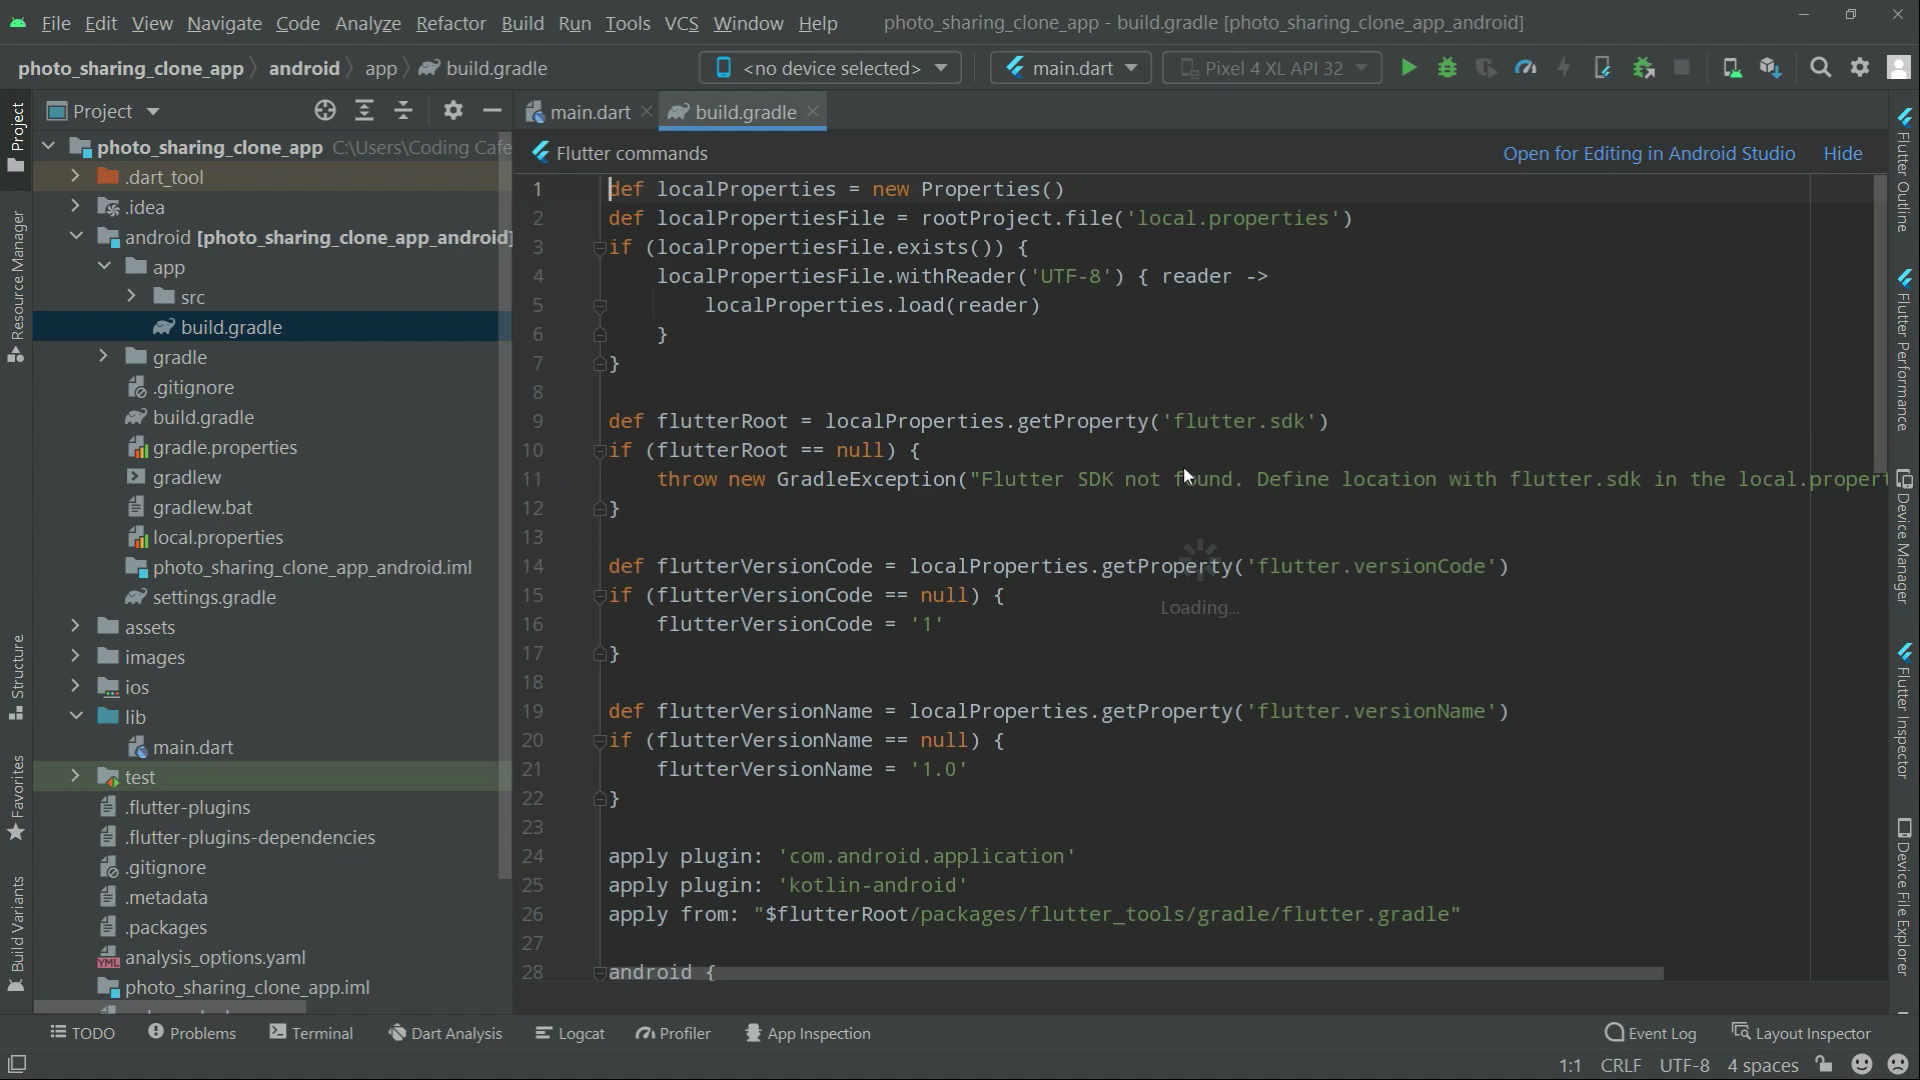 File Edit View Navigate Code Analyze Refactor Build Run Tools VCS Window Help photo_sharing_clone_app - build.gradle [photo_sharing_clone_app_android]
photo_sharing_clone_app android app build.gradle <no device selected> main.dart Pixel 4 XL API 32
Project
main.dart build.gradle
Flutter commands Open for Editing in Android Studio Hide
Project
Resource Manager
Structure
Favorites
Build Variants
photo_sharing_clone_app C:\Users\Coding Cafe
.dart_tool
.idea
android [photo_sharing_clone_app_android]
app
src
build.gradle
gradle
.gitignore
build.gradle
gradle.properties
gradlew
gradlew.bat
local.properties
photo_sharing_clone_app_android.iml
settings.gradle
assets
images
ios
lib
main.dart
test
.flutter-plugins
.flutter-plugins-dependencies
.gitignore
.metadata
.packages
analysis_options.yaml
photo_sharing_clone_app.iml
1 def localProperties = new Properties()
2 def localPropertiesFile = rootProject.file('local.properties')
3 if (localPropertiesFile.exists()) {
4 localPropertiesFile.withReader('UTF-8') { reader ->
5 localProperties.load(reader)
6 }
7 }
8
9 def flutterRoot = localProperties.getProperty('flutter.sdk')
10 if (flutterRoot == null) {
11 throw new GradleException("Flutter SDK not found. Define location with flutter.sdk in the local.propert
12 }
13
14 def flutterVersionCode = localProperties.getProperty('flutter.versionCode')
15 if (flutterVersionCode == null) {
16 flutterVersionCode = '1'
17 }
18
19 def flutterVersionName = localProperties.getProperty('flutter.versionName')
20 if (flutterVersionName == null) {
21 flutterVersionName = '1.0'
22 }
23
24 apply plugin: 'com.android.application'
25 apply plugin: 'kotlin-android'
26 apply from: "$flutterRoot/packages/flutter_tools/gradle/flutter.gradle"
27
28 android {
Loading...
Flutter Outline
Flutter Performance
Device Manager
Flutter Inspector
Device File Explorer
TODO Problems Terminal Dart Analysis Logcat Profiler App Inspection Event Log Layout Inspector
1:1 CRLF UTF-8 4 spaces